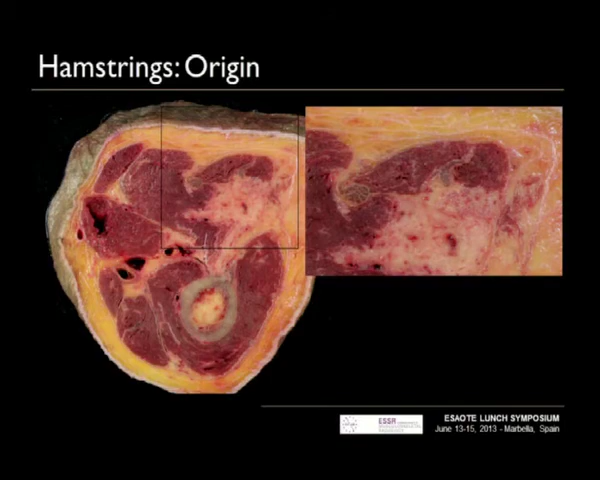 Hamstrings: Origin
ESSR
ESAOTE LUNCH SYMPOSIUM
June 13-15, 2013 - Marbella, Spain